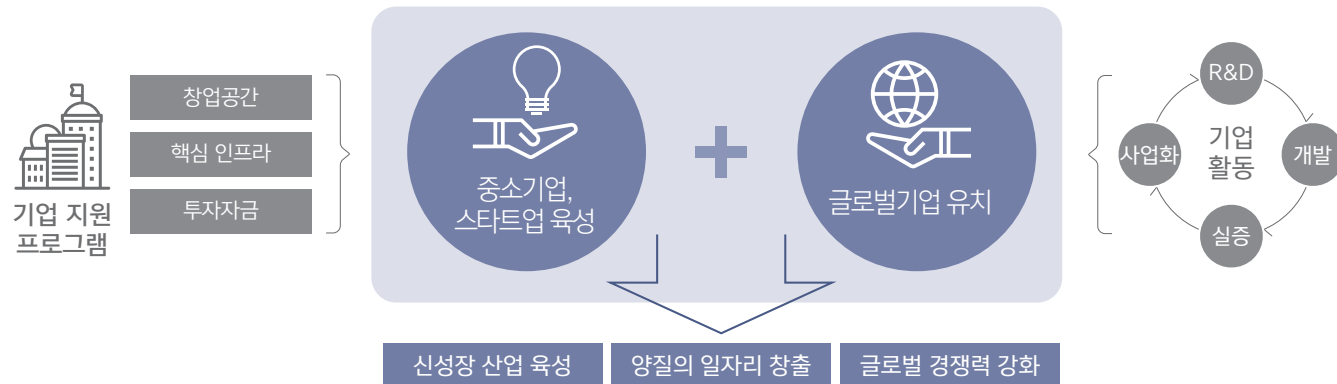 창업공간
핵심 인프라
투자자금
기업 지원
프로그램
중소기업,
스타트업 육성
글로벌기업 유치
R&D
사업화
기업
활동
개발
실증
신성장 산업 육성
양질의 일자리 창출
글로벌 경쟁력 강화